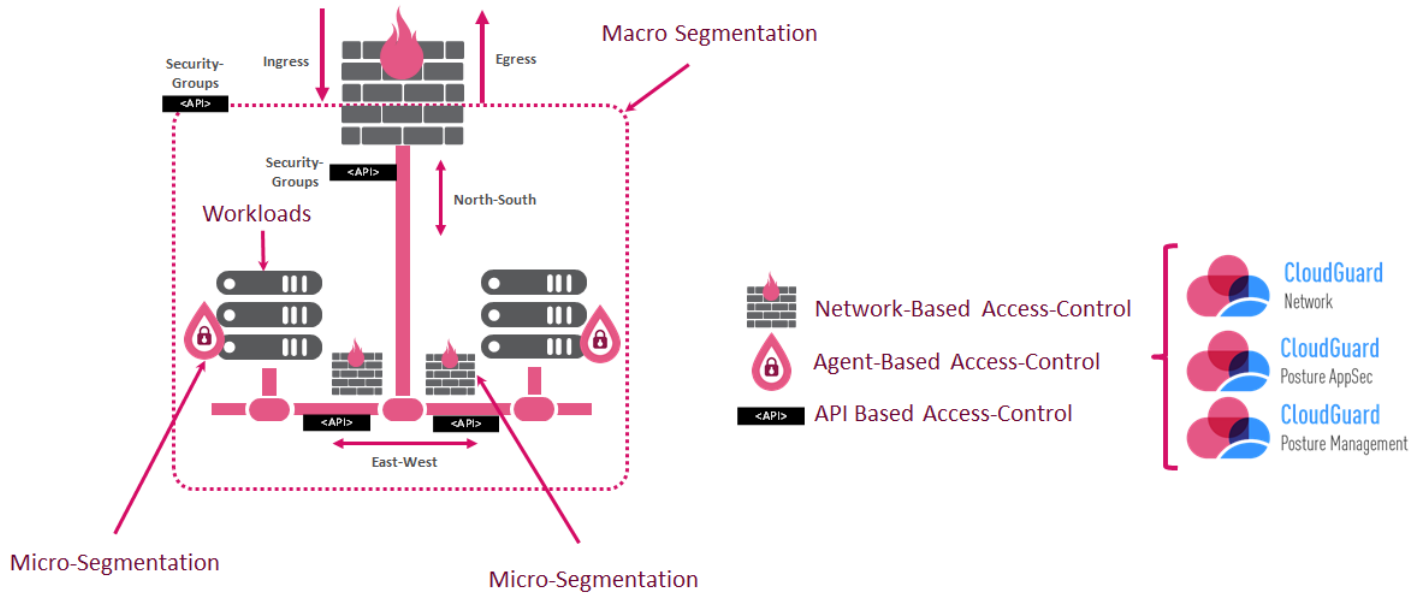 Macro Segmentation
Ingress
Egress
Security-
Groups
<API>
Security-
Groups
<API>
North-South
Workloads
<API>
<API>
East-West
Micro-Segmentation
Micro-Segmentation
Network-Based Access-Control
Agent-Based Access-Control
<API>
API Based Access-Control
CloudGuard
Network
CloudGuard
Posture AppSec
CloudGuard
Posture Management